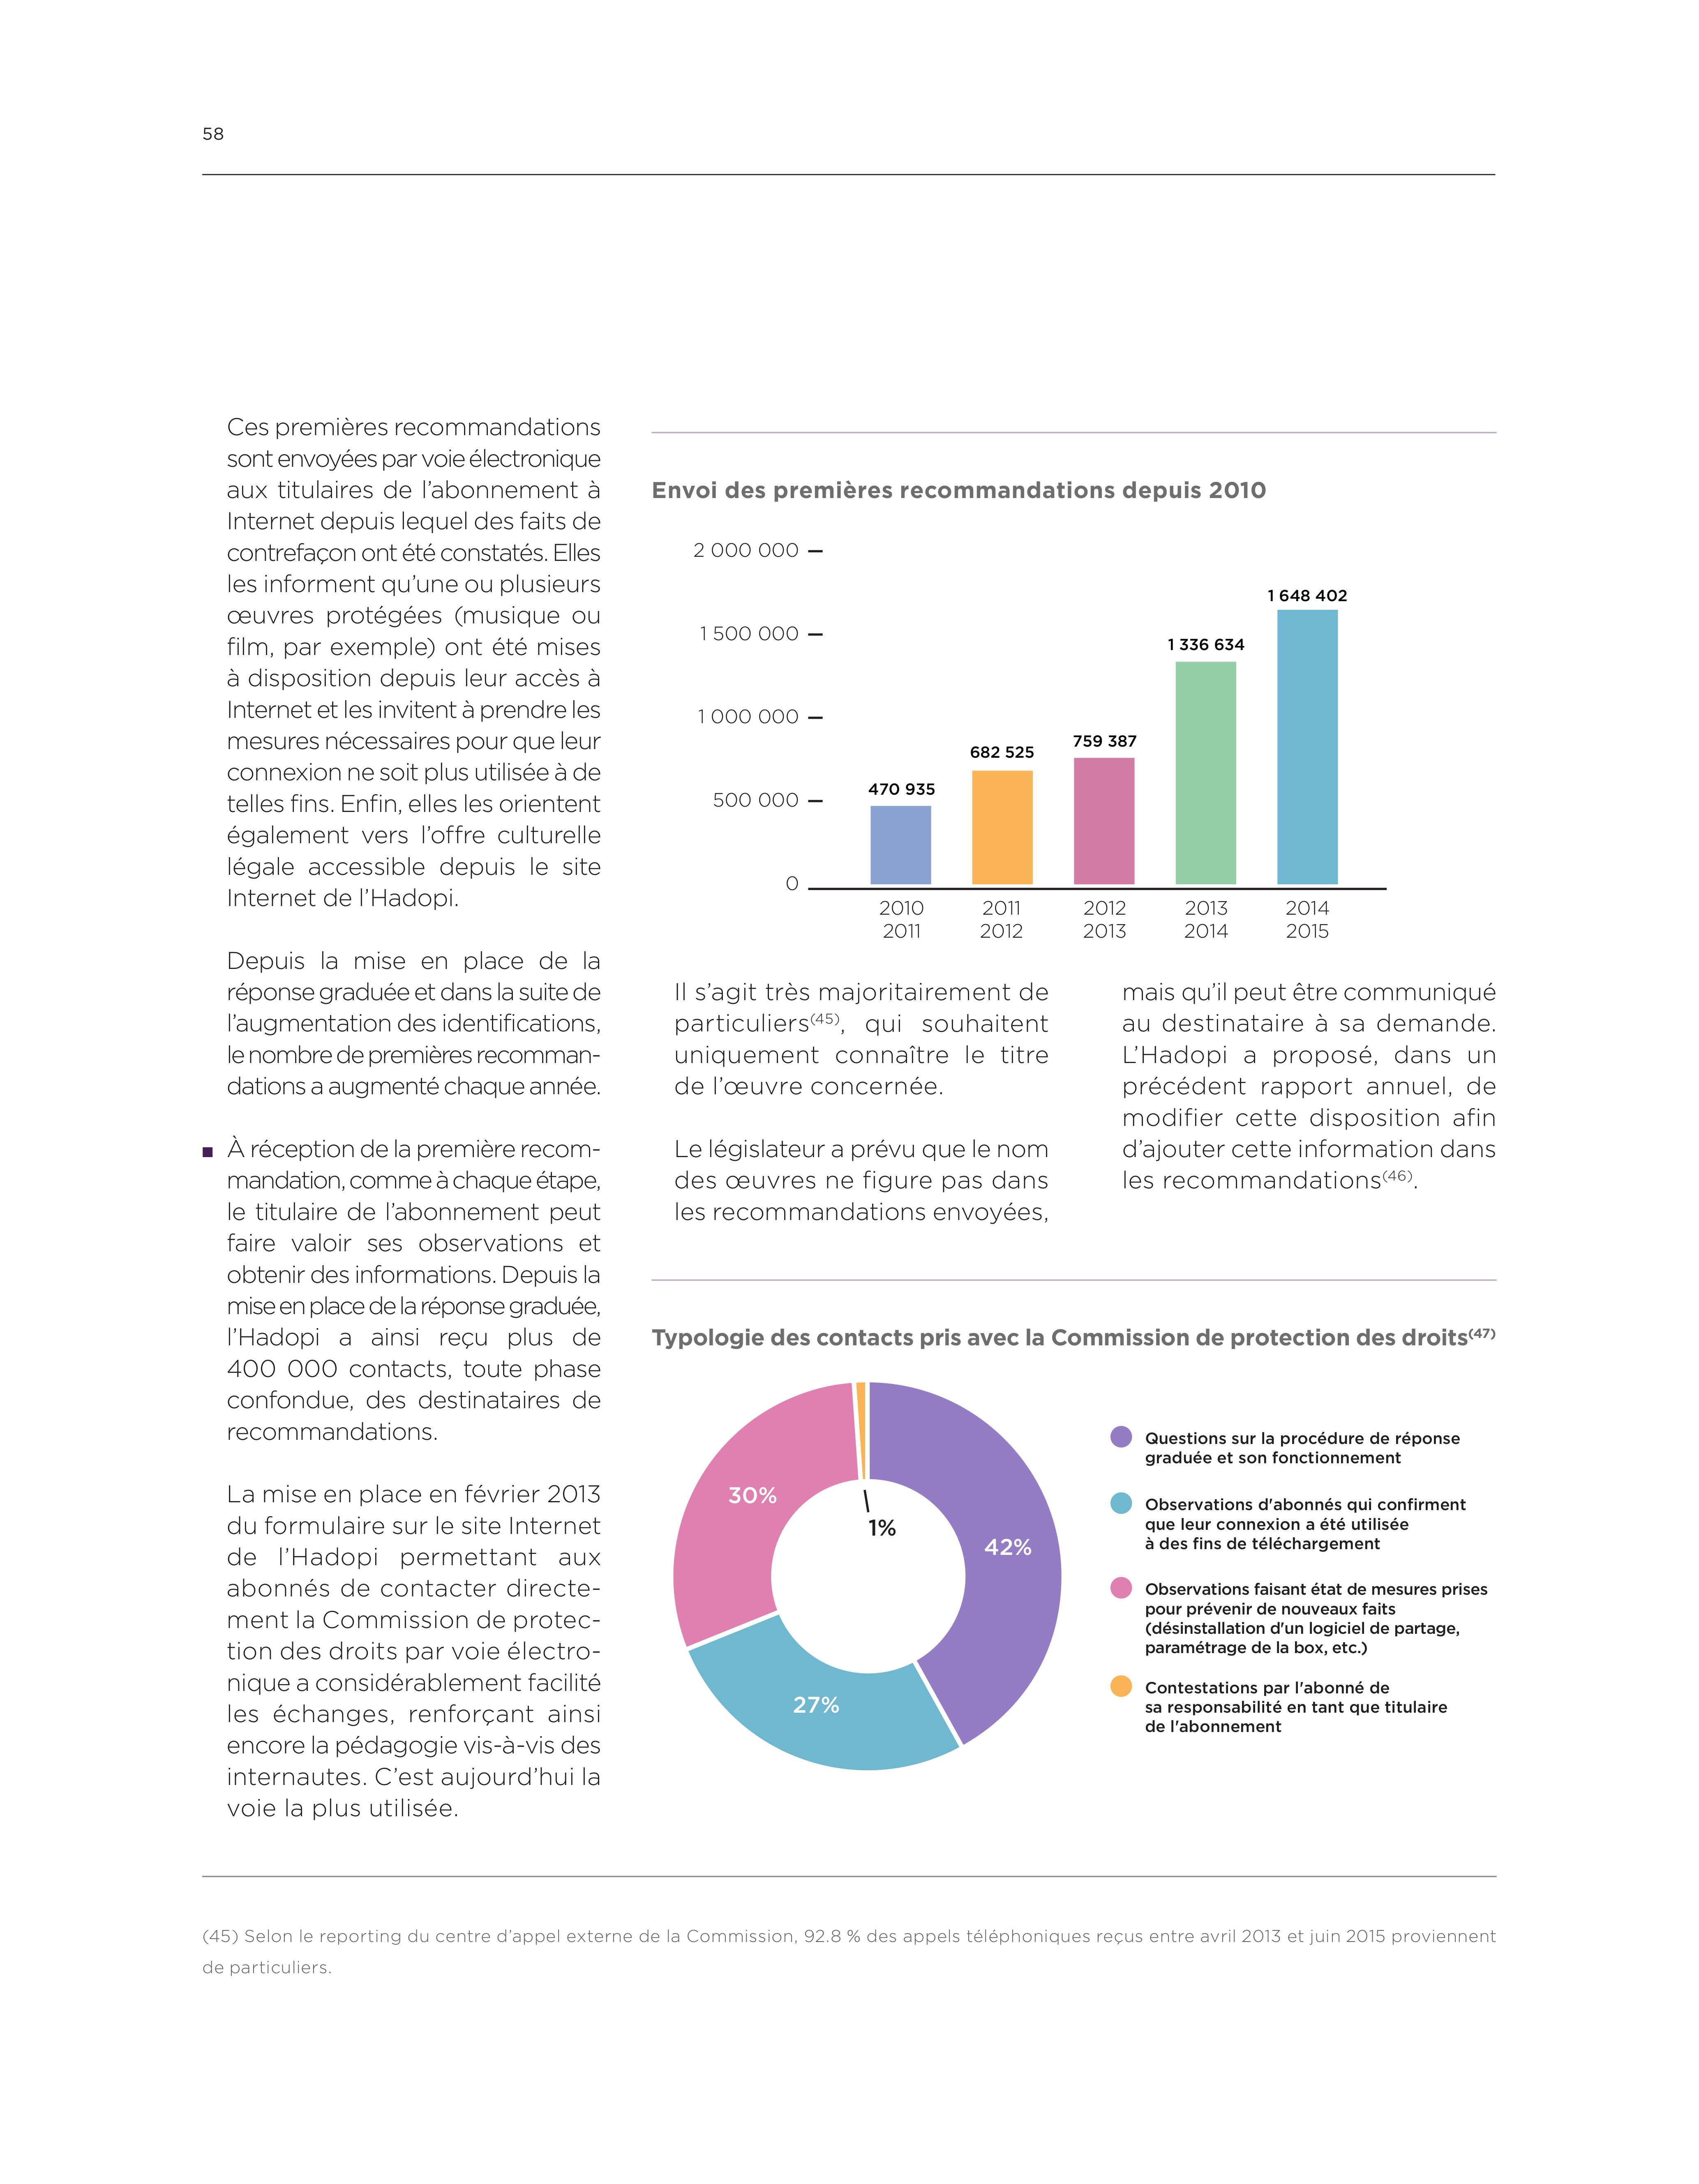 58
Ces premières recommandations
sont envoyées par voie électronique
aux titulaires de l'abonnement à
Internet depuis lequel des faits de
contrefaçon ont été constatés. Elles
les informent qu'une ou plusieurs
œuvres protégées (musique ou
film, par exemple) ont été mises
à disposition depuis leur accès à
Internet et les invitent à prendre les
mesures nécessaires pour que leur
connexion ne soit plus utilisée à de
telles fins. Enfin, elles les orientent
également vers l'offre culturelle
légale accessible depuis le site
Internet de l'Hadopi.
Depuis la mise en place de la
réponse graduée et dans la suite de
l'augmentation des identifications,
le nombre de premières recomman-
dations a augmenté chaque année.
■ À réception de la première recom-
mandation, comme à chaque étape,
le titulaire de l'abonnement peut
faire valoir ses observations et
obtenir des informations. Depuis la
mise en place de la réponse graduée,
l'Hadopi a ainsi reçu plus de
400 000 contacts, toute phase
confondue, des destinataires de
recommandations.
La mise en place en février 2013
du formulaire sur le site Internet
de l'Hadopi permettant aux
abonnés de contacter directe-
ment la Commission de protec-
tion des droits par voie électro-
nique a considérablement facilité
les échanges, renforçant ainsi
encore la pédagogie vis-à-vis des
internautes. C'est aujourd'hui la
voie la plus utilisée.
Envoi des premières recommandations depuis 2010
2 000 000
1 500 000
1 000 000
500 000
0
470 935
682 525
759 387
1 336 634
1 648 402
2010 2011 2012 2013 2014
2011 2012 2013 2014 2015
Il s'agit très majoritairement de
particuliers(45), qui souhaitent
uniquement connaître le titre
de l'œuvre concernée.
Le législateur a prévu que le nom
des œuvres ne figure pas dans
les recommandations envoyées,
mais qu'il peut être communiqué
au destinataire à sa demande.
L'Hadopi a proposé, dans un
précédent rapport annuel, de
modifier cette disposition afin
d'ajouter cette information dans
les recommandations(46).
Typologie des contacts pris avec la Commission de protection des droits(47)
30%
1%
42%
27%
Questions sur la procédure de réponse
graduée et son fonctionnement
Observations d'abonnés qui confirment
que leur connexion a été utilisée
à des fins de téléchargement
Observations faisant état de mesures prises
pour prévenir de nouveaux faits
(désinstallation d'un logiciel de partage,
paramétrage de la box, etc.)
Contestations par l'abonné de
sa responsabilité en tant que titulaire
de l'abonnement
(45) Selon le reporting du centre d'appel externe de la Commission, 92.8 % des appels téléphoniques reçus entre avril 2013 et juin 2015 proviennent
de particuliers.